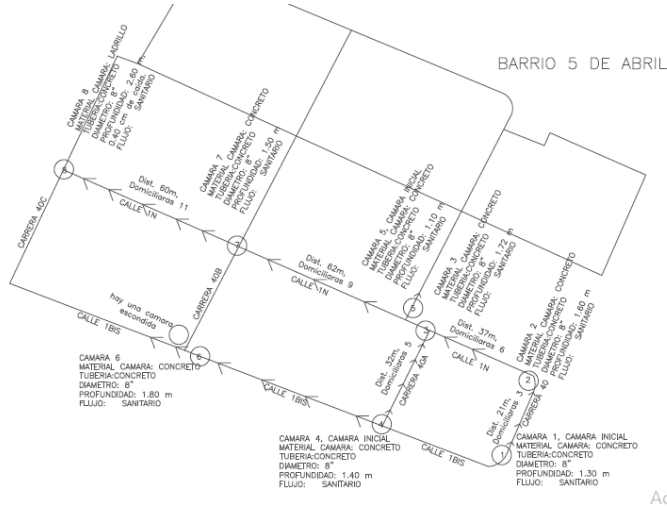 BARRIO 5 DE ABRIL
CAMARA 8
MATERIAL CAMARA: LADRILLO
TUBERIA:CONCRETO
DIAMETRO: 8"
PROFUNDIDAD: 2.60 m,
0.40 cm de caida.
FLUJO: SANITARIO
CAMARA 7
MATERIAL CAMARA: CONCRETO
TUBERIA:CONCRETO
DIAMETRO: 8"
PROFUNDIDAD: 1.50 m
FLUJO: SANITARIO
CAMARA 5, CAMARA INICIAL
MATERIAL CAMARA: CONCRETO
TUBERIA:CONCRETO
DIAMETRO: 8"
PROFUNDIDAD: 1.10 m
FLUJO: SANITARIO
CAMARA 3
MATERIAL CAMARA: CONCRETO
TUBERIA:CONCRETO
DIAMETRO: 8"
PROFUNDIDAD: 1.72 m
FLUJO: SANITARIO
CAMARA 2
MATERIAL CAMARA: CONCRETO
TUBERIA:CONCRETO
DIAMETRO: 8"
PROFUNDIDAD: 1.60 m
FLUJO: SANITARIO
8
Dist. 60m,
Domiciliaras 11
CALLE 1N
CARRERA 40C
7
Dist. 62m,
Domiciliaras 9
CALLE 1N
CARRERA 40B
5
3
Dist. 37m,
Domiciliaras 6
CALLE 1N
2
hay una camara
escondida
CALLE 1BIS
6
CALLE 1BIS
Dist. 32m,
Domiciliaras 5
CARRERA 40A
4
CALLE 1BIS
Dist. 21m,
Domiciliaras 3
CARRERA 40
1
CAMARA 6
MATERIAL CAMARA: CONCRETO
TUBERIA:CONCRETO
DIAMETRO: 8"
PROFUNDIDAD: 1.80 m
FLUJO: SANITARIO
CAMARA 4, CAMARA INICIAL
MATERIAL CAMARA: CONCRETO
TUBERIA:CONCRETO
DIAMETRO: 8"
PROFUNDIDAD: 1.40 m
FLUJO: SANITARIO
CAMARA 1, CAMARA INICIAL
MATERIAL CAMARA: CONCRETO
TUBERIA:CONCRETO
DIAMETRO: 8"
PROFUNDIDAD: 1.30 m
FLUJO: SANITARIO